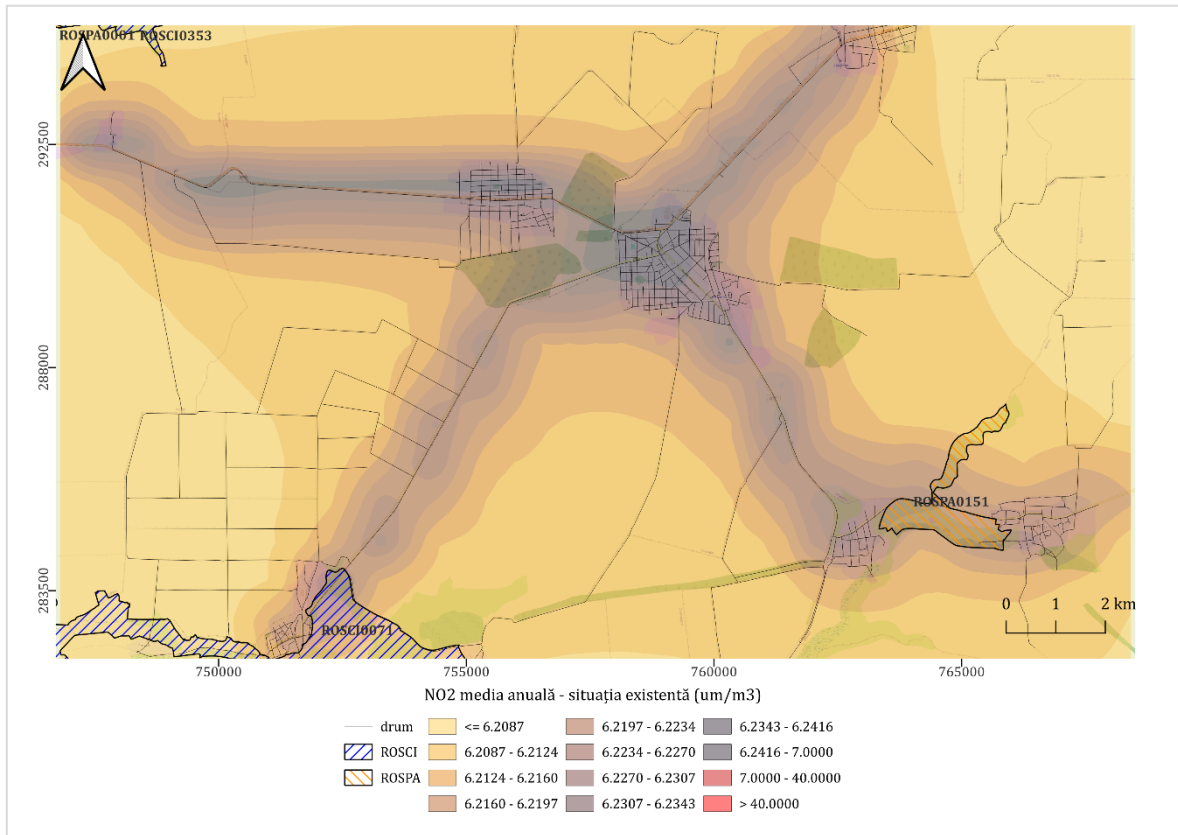 ROSPA0001 ROSCI0353
292500
288000
283500
ROSPA0151
ROSCI0071
0 1 2 km
750000 755000 760000 765000
NO2 media anuală - situația existentă (um/m3)
drum <= 6.2087 6.2197 - 6.2234 6.2343 - 6.2416
ROSCI 6.2087 - 6.2124 6.2234 - 6.2270 6.2416 - 7.0000
ROSPA 6.2124 - 6.2160 6.2270 - 6.2307 7.0000 - 40.0000
6.2160 - 6.2197 6.2307 - 6.2343 > 40.0000